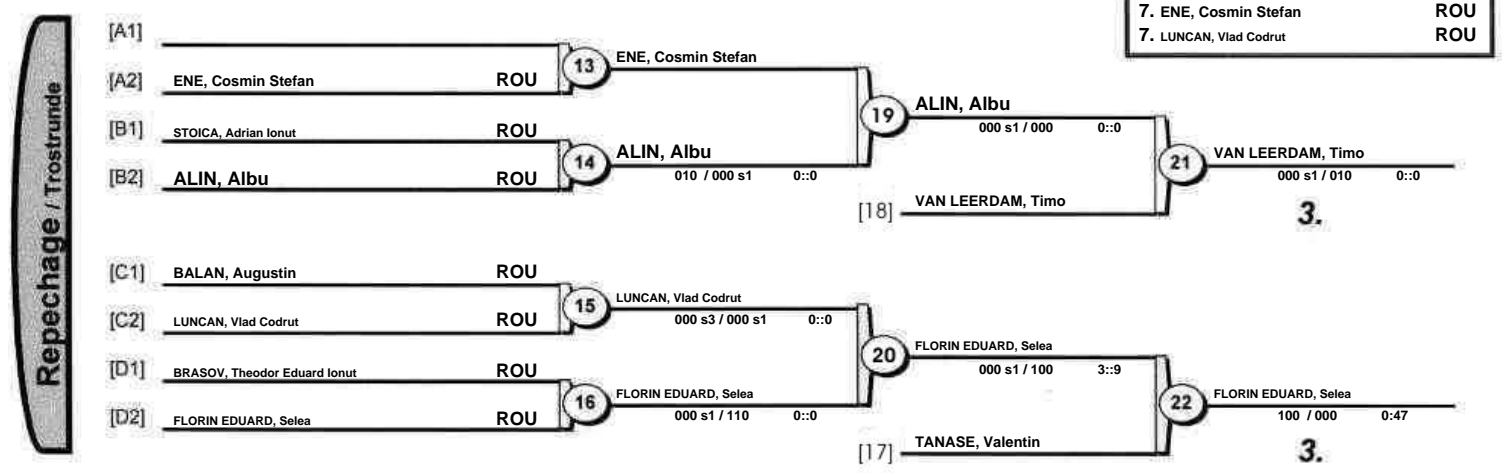 7. ENE, Cosmin Stefan ROU
7. LUNCAN, Vlad Codrut ROU
Repechage / Trostrunde
[A1]
[A2] ENE, Cosmin Stefan ROU
13 ENE, Cosmin Stefan
[B1] STOICA, Adrian Ionut ROU
[B2] ALIN, Albu ROU
14 ALIN, Albu
010 / 000 s1 0::0
19 ALIN, Albu
000 s1 / 000 0::0
[18] VAN LEERDAM, Timo
21 VAN LEERDAM, Timo
000 s1 / 010 0::0
3.
[C1] BALAN, Augustin ROU
[C2] LUNCAN, Vlad Codrut ROU
15 LUNCAN, Vlad Codrut
000 s3 / 000 s1 0::0
[D1] BRASOV, Theodor Eduard Ionut ROU
[D2] FLORIN EDUARD, Selea ROU
16 FLORIN EDUARD, Selea
000 s1 / 110 0::0
20 FLORIN EDUARD, Selea
000 s1 / 100 3::9
[17] TANASE, Valentin
22 FLORIN EDUARD, Selea
100 / 000 0:47
3.